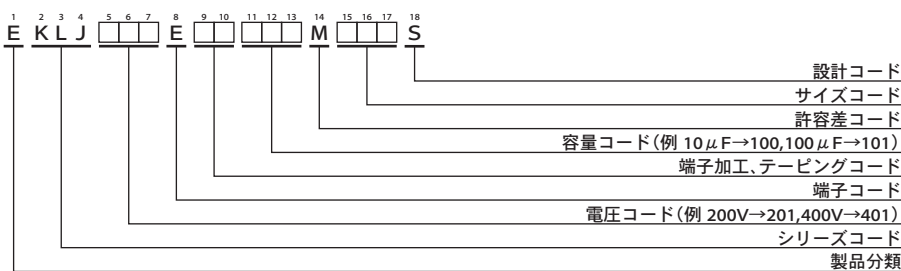 1 2 3 4 5 6 7 8 9 10 11 12 13 14 15 16 17 18
E KLJ □□□ E □□ □□□ M □□□ S
設計コード
サイズコード
許容差コード
容量コード（例 10μF→100,100μF→101）
端子加工、テーピングコード
端子コード
電圧コード（例 200V→201,400V→401）
シリーズコード
製品分類